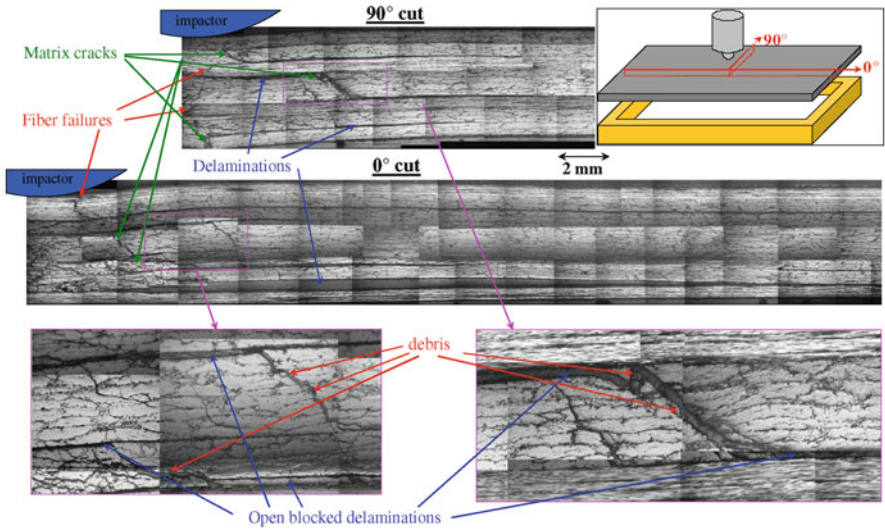 impactor
90° cut
90°
0°
Matrix cracks
Fiber failures
Delaminations
2 mm
impactor
0° cut
debris
Open blocked delaminations